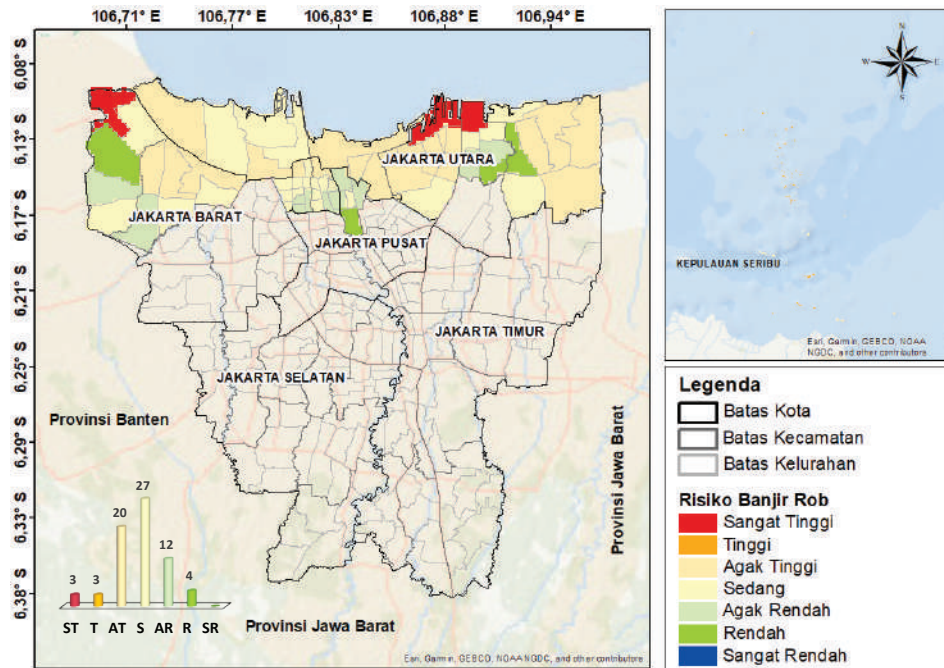 106,71° E
106,77° E
106,83° E
106,88° E
106,94° E
6,08° S
6,13° S
6,17° S
6,21° S
6,25° S
6,29° S
6,33° S
6,38° S
JAKARTA UTARA
JAKARTA BARAT
JAKARTA PUSAT
JAKARTA TIMUR
JAKARTA SELATAN
Provinsi Banten
Provinsi Jawa Barat
Provinsi Jawa Barat
3
3
20
27
12
4
ST T AT S AR R SR
Esri, Garmin, GEBCO, NOAA NGDC, and other contributors
N
W
E
S
KEPULAUAN SERIBU
Esri, Garmin, GEBCO, NOAA
NGDC, and other contributors
Legenda
Batas Kota
Batas Kecamatan
Batas Kelurahan
Risiko Banjir Rob
Sangat Tinggi
Tinggi
Agak Tinggi
Sedang
Agak Rendah
Rendah
Sangat Rendah